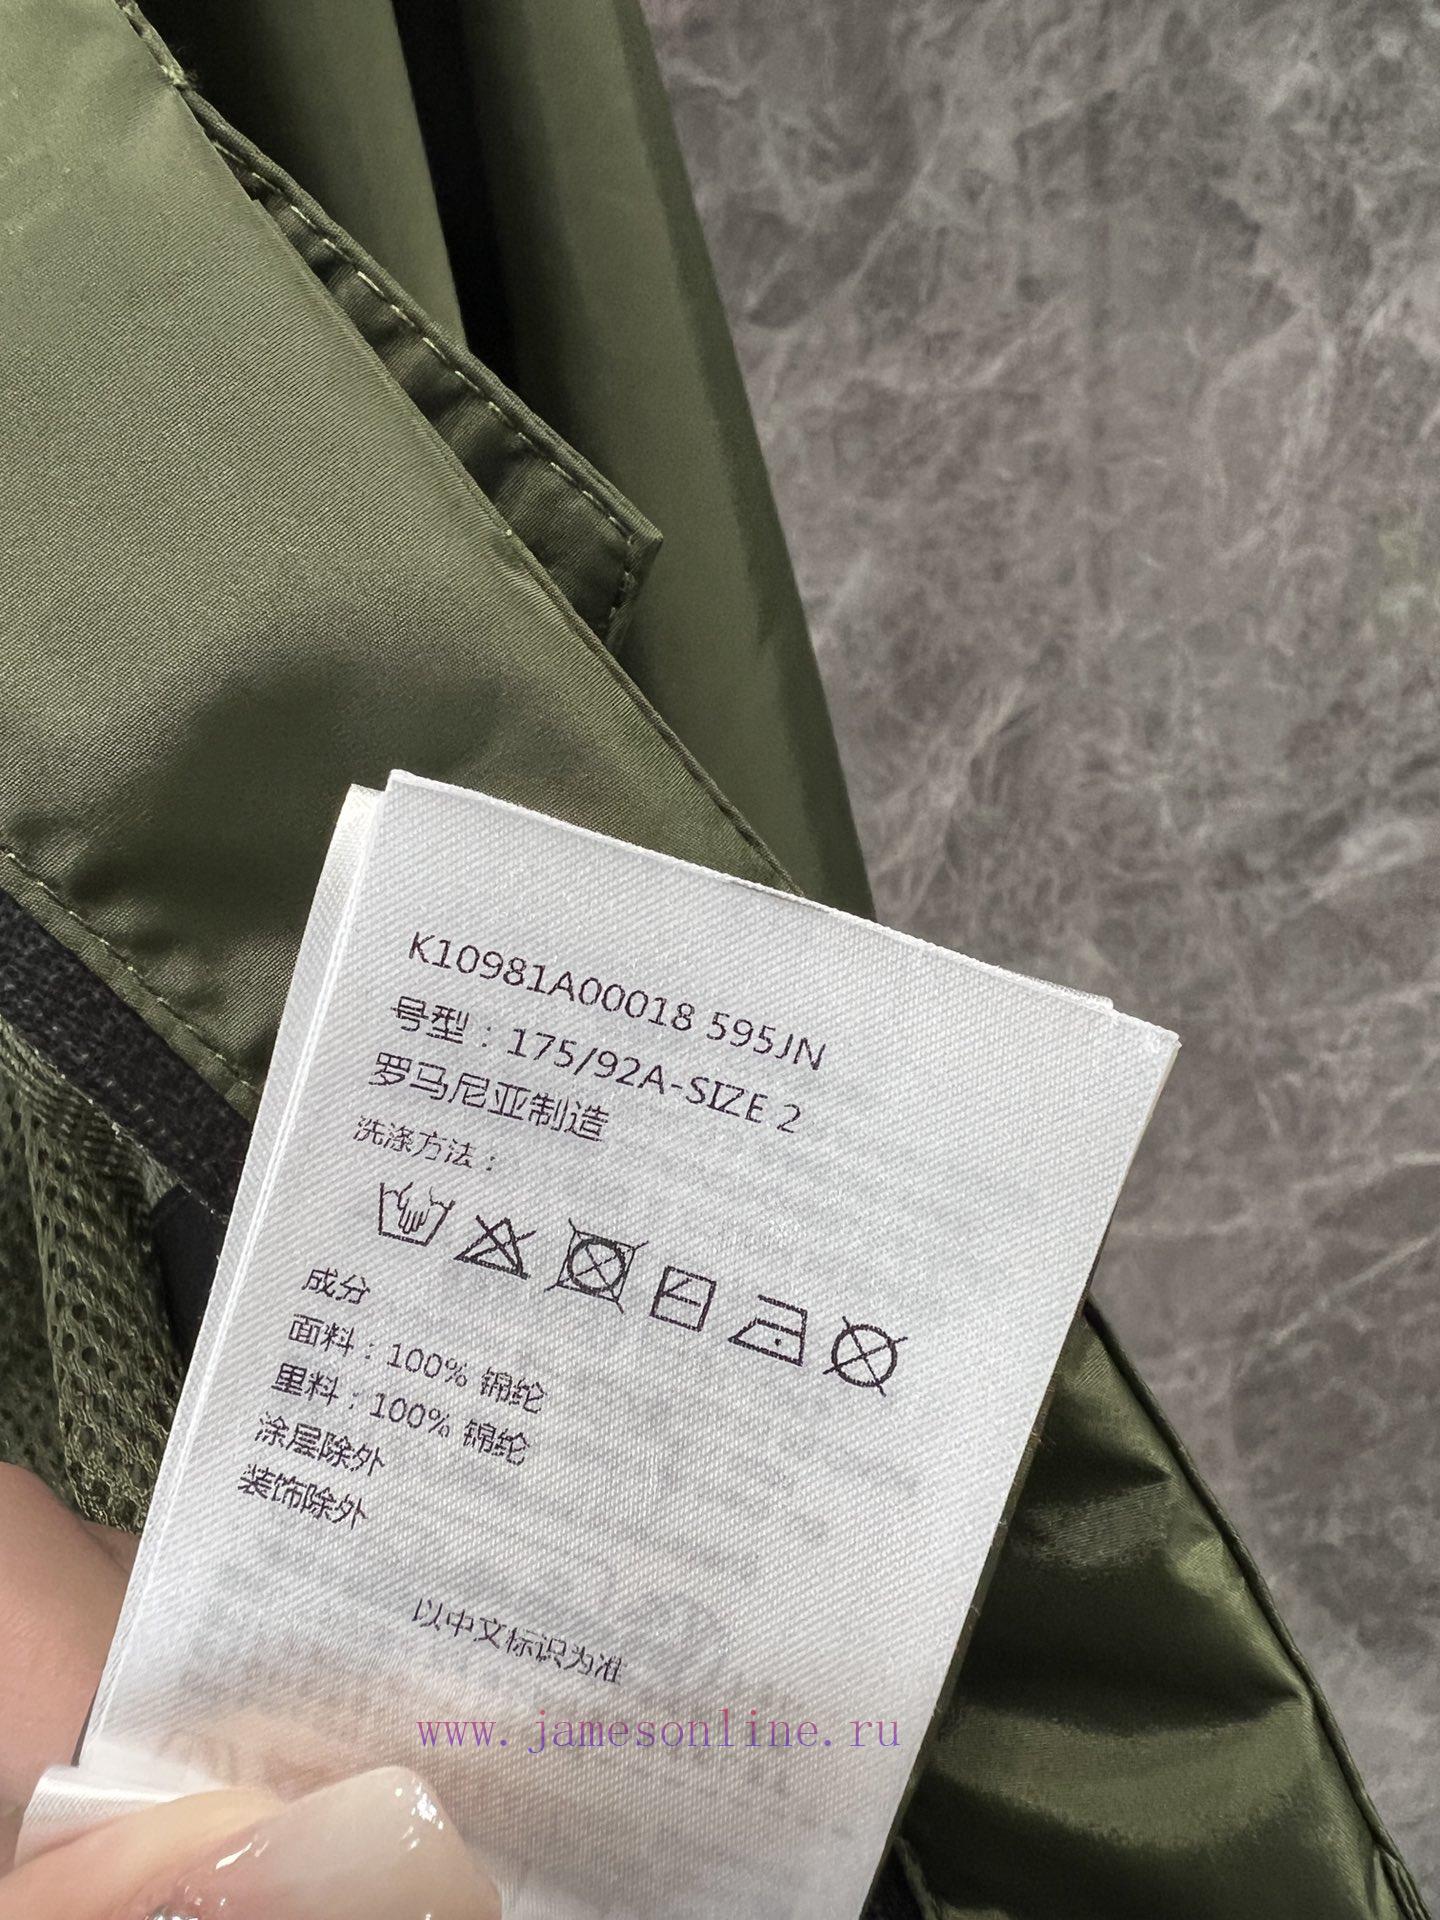 K10981A00018 595JN
号型：175/92A-SIZE 2
罗马尼亚制造
洗涤方法：
成分
面料：100% 锦纶
里料：100% 锦纶
涂层除外
装饰除外
以中文标识为准
www.jamesonline.ru